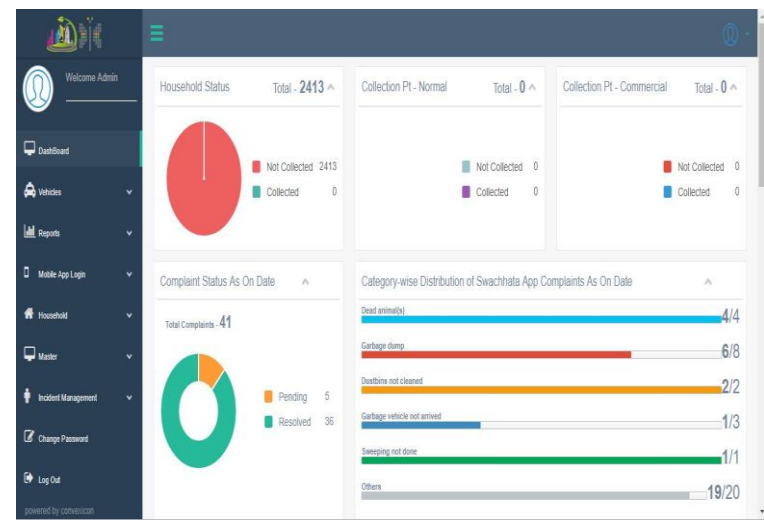 Welcome Admin
DashBoard
Vehicles
Reports
Mobile App Login
Household
Master
Incident Management
Change Password
Log Out
powered by convexicon
Household Status Total - 2413
Not Collected 2413
Collected 0
Collection Pt - Normal Total - 0
Not Collected 0
Collected 0
Collection Pt - Commercial Total - 0
Not Collected 0
Collected 0
Complaint Status As On Date
Total Complaints - 41
Pending 5
Resolved 36
Category-wise Distribution of Swachhata App Complaints As On Date
Dead animal(s)
4/4
Garbage dump
6/8
Dustbins not cleaned
2/2
Garbage vehicle not arrived
1/3
Sweeping not done
1/1
Others
19/20